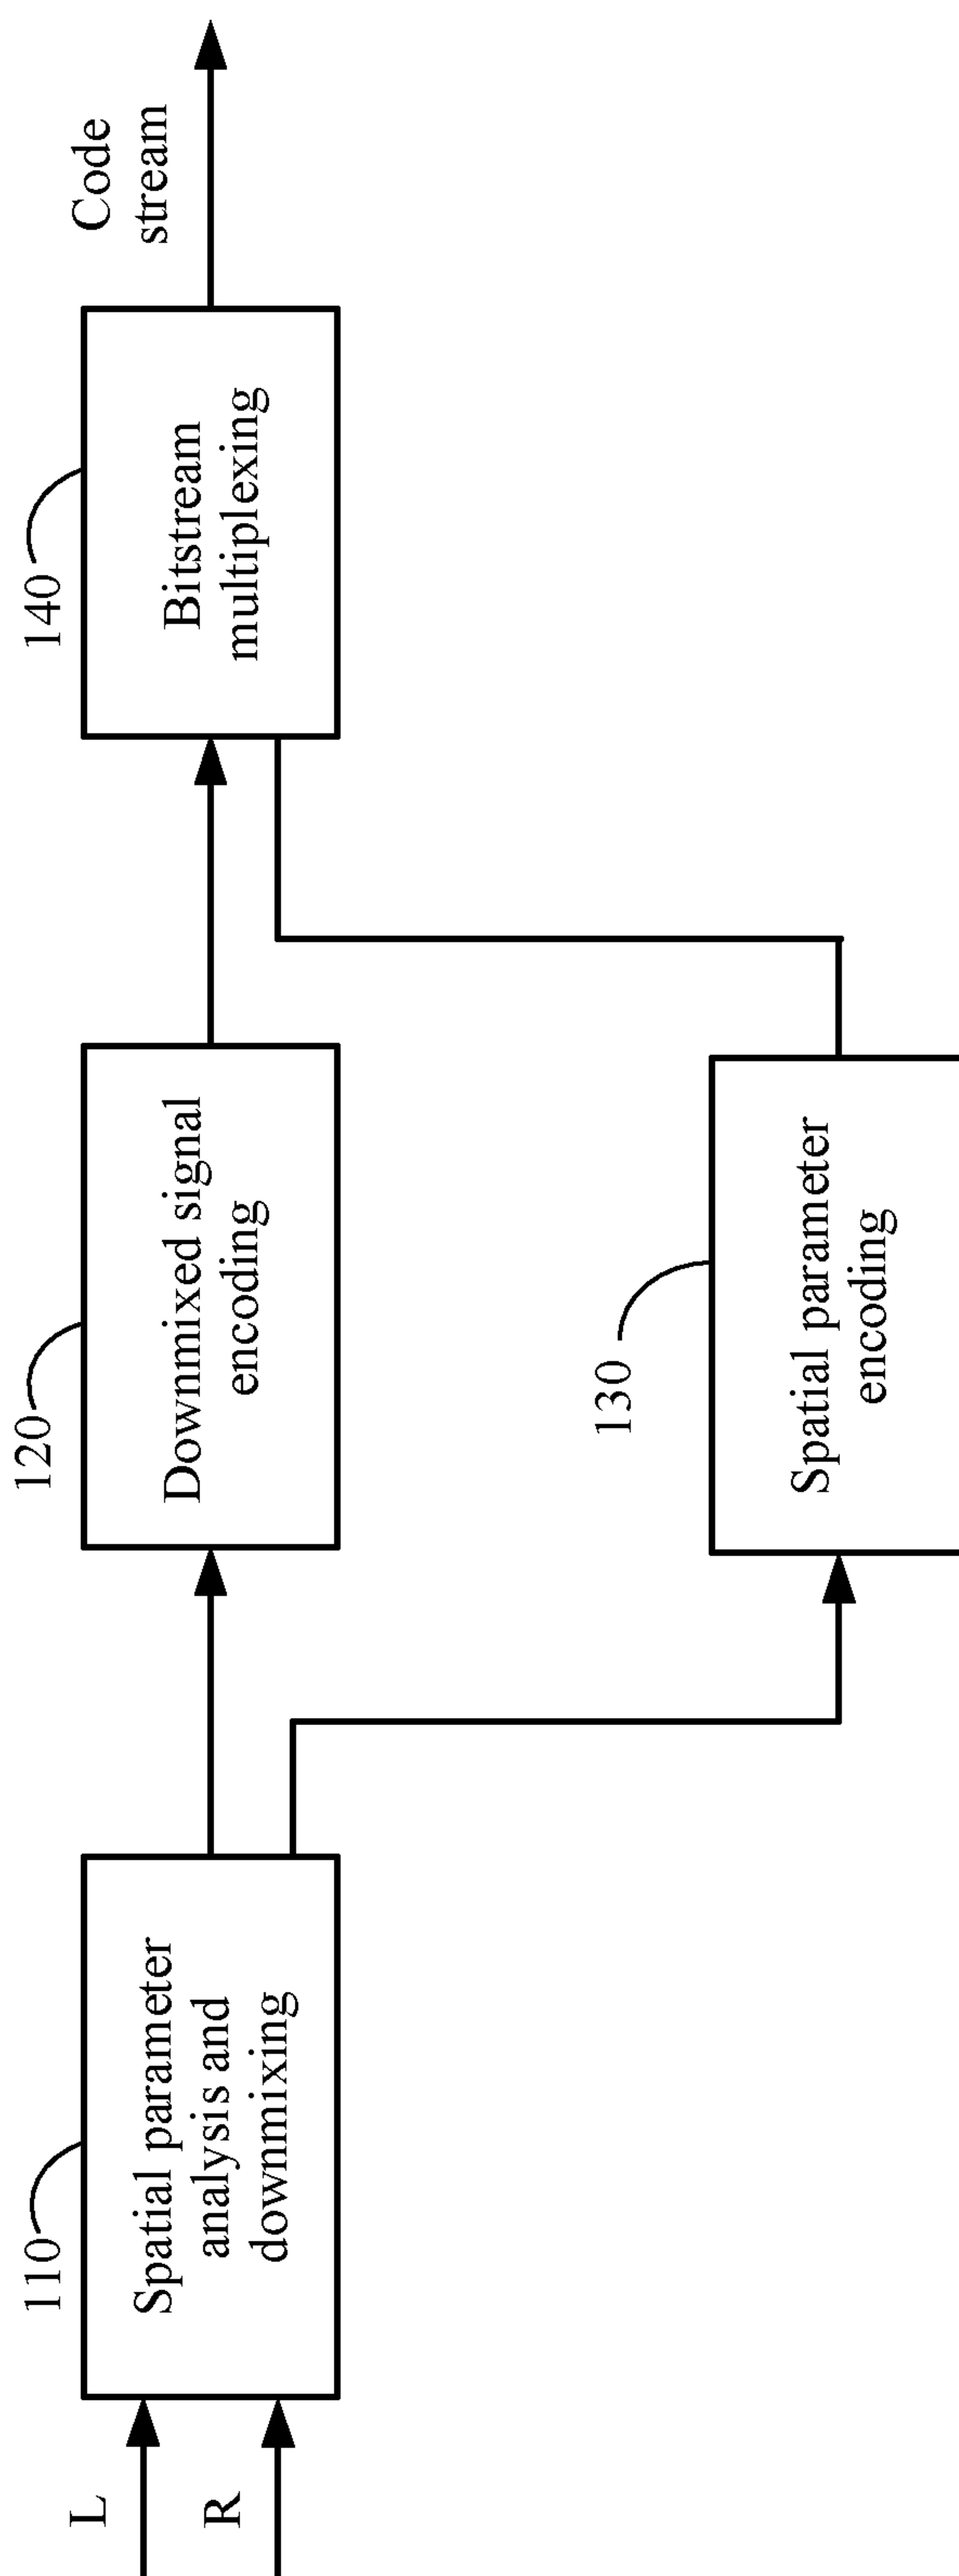 L
R
110
Spatial parameter
analysis and
downmixing
120
Downmixed signal
encoding
130
Spatial parameter
encoding
140
Bitstream
multiplexing
Code
stream